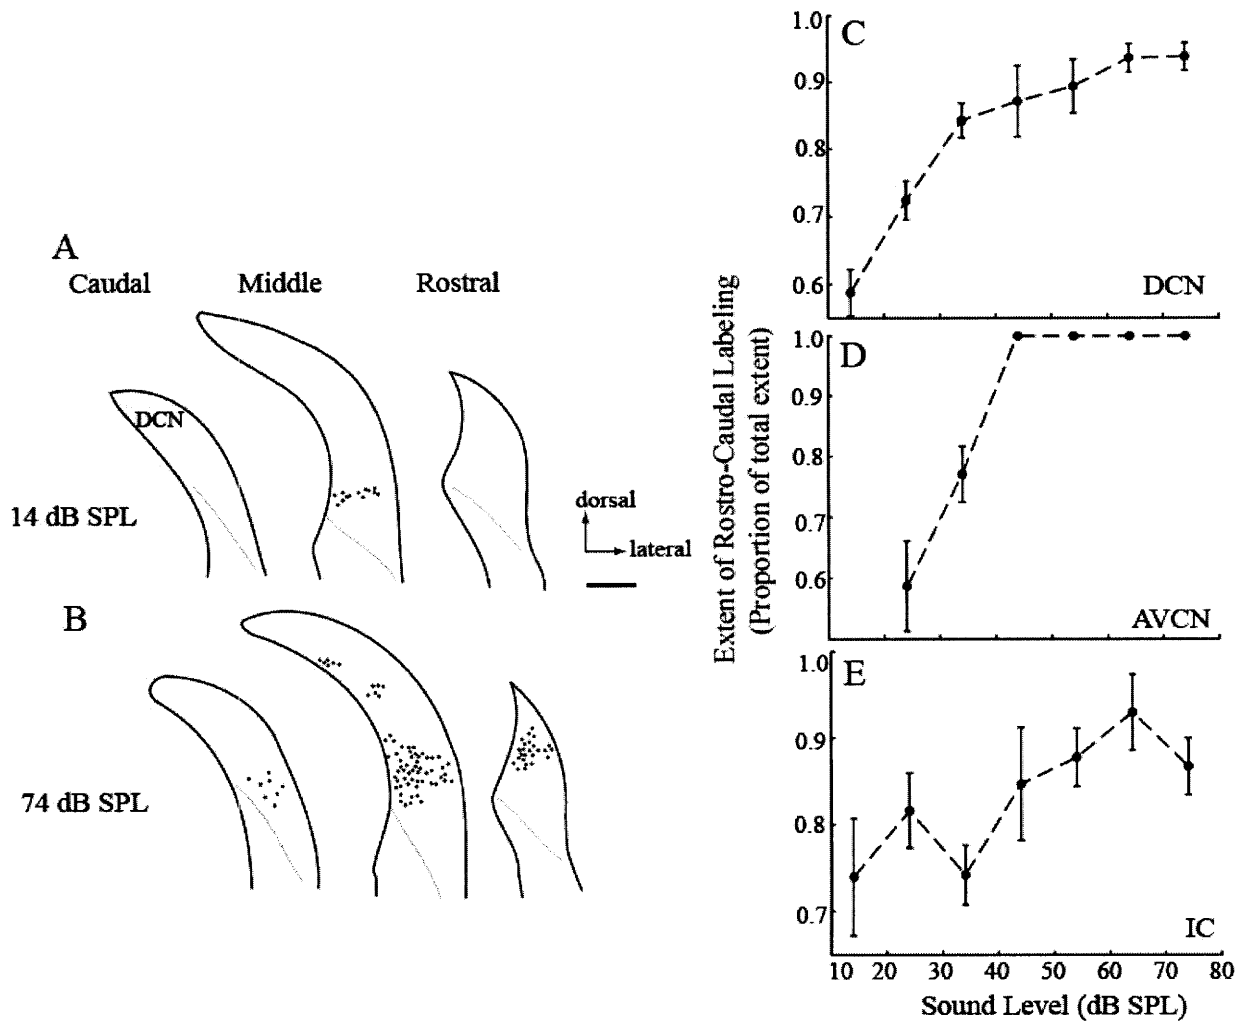 A
Caudal Middle Rostral
DCN
14 dB SPL
dorsal
lateral
B
74 dB SPL
Extent of Rostro-Caudal Labeling
(Proportion of total extent)
C
1.0
0.9
0.8
0.7
0.6
DCN
D
1.0
0.9
0.8
0.7
0.6
AVCN
E
1.0
0.9
0.8
0.7
IC
10 20 30 40 50 60 70 80
Sound Level (dB SPL)